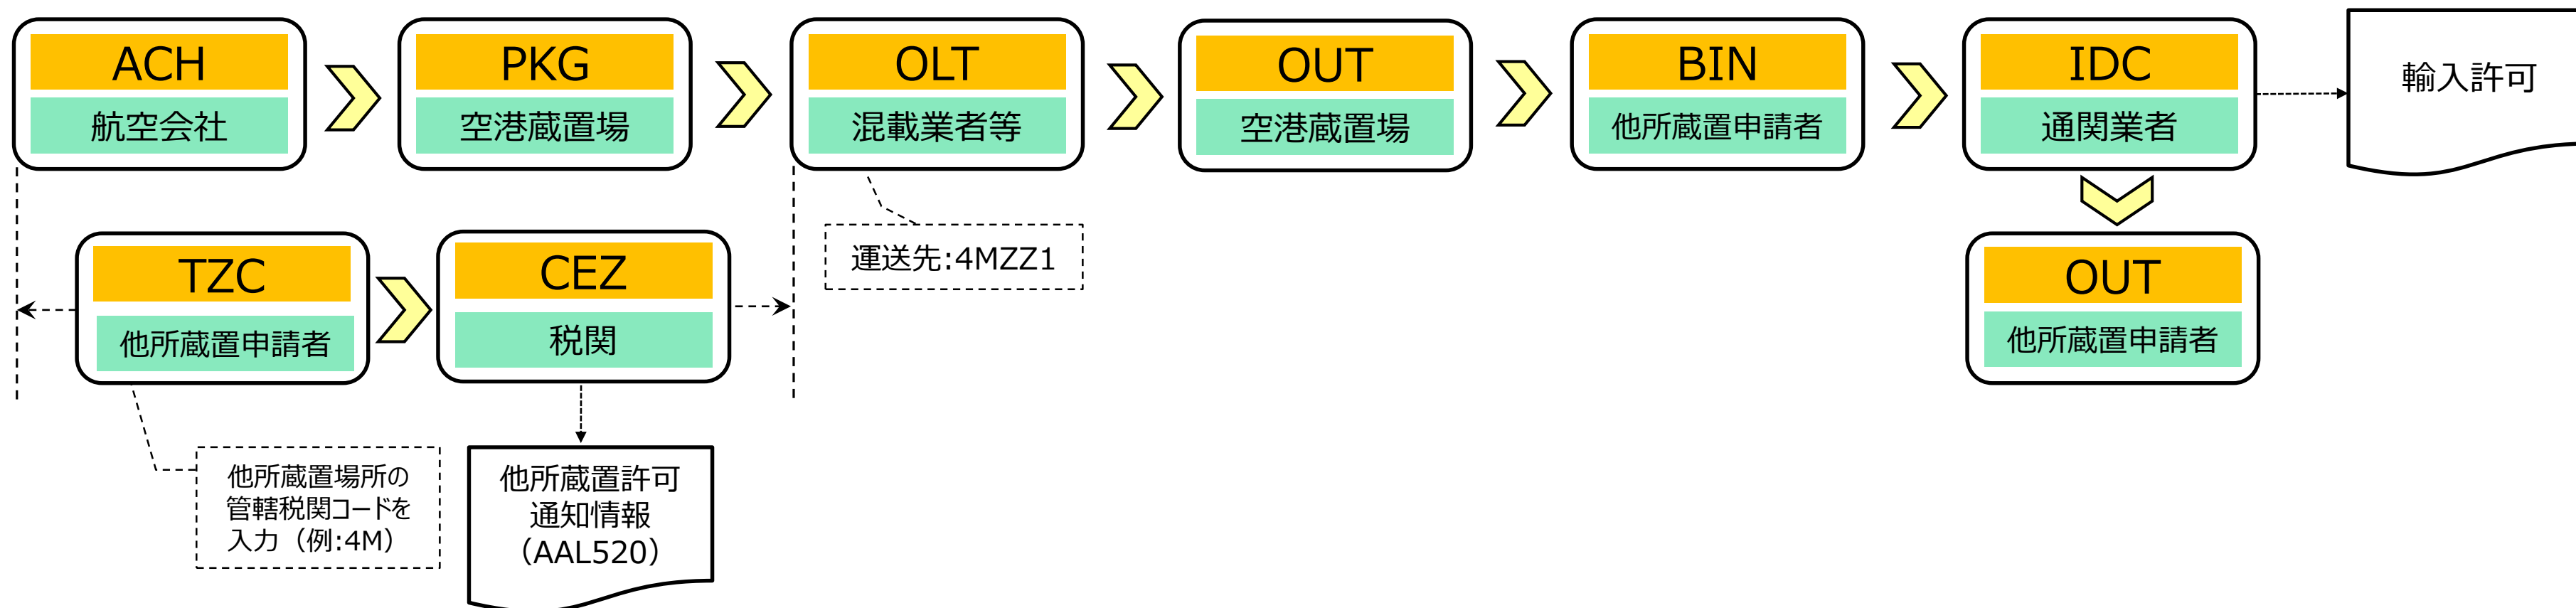 ACH
航空会社
PKG
空港蔵置場
OLT
混載業者等
OUT
空港蔵置場
BIN
他所蔵置申請者
IDC
通関業者
輸入許可
運送先:4MZZ1
TZC
他所蔵置申請者
CEZ
税関
OUT
他所蔵置申請者
他所蔵置場所の
管轄税関コードを
入力（例:4M）
他所蔵置許可
通知情報
（AAL520）